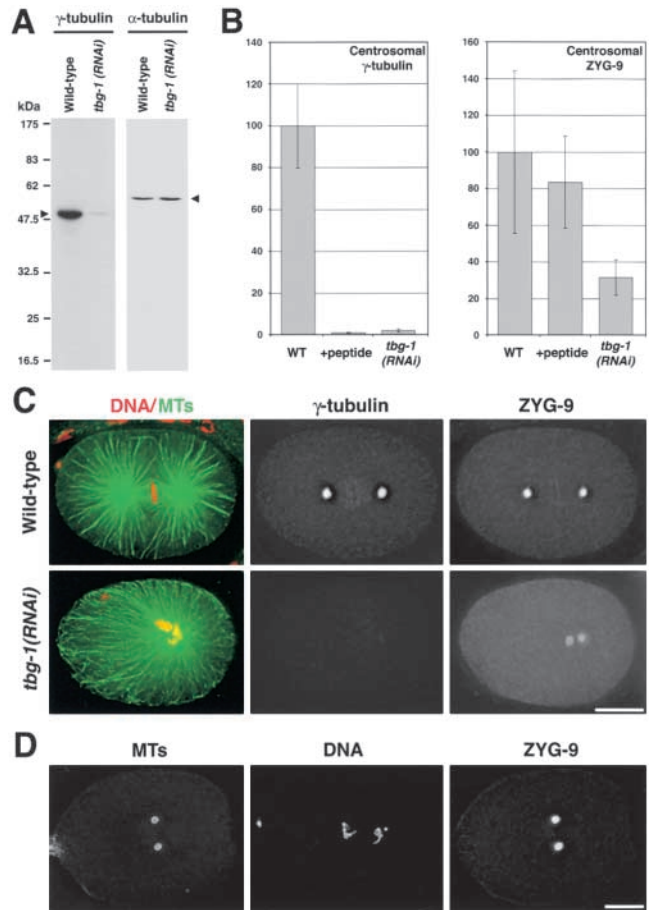 A
γ-tubulin α-tubulin
Wild-type
tbg-1 (RNAi)
Wild-type
tbg-1 (RNAi)
kDa
175
83
62
47.5
32.5
25
16.5
B
Centrosomal
γ-tubulin
140
120
100
80
60
40
20
0
WT +peptide tbg-1
(RNAi)
Centrosomal
ZYG-9
160
140
120
100
80
60
40
20
0
WT +peptide tbg-1
(RNAi)
C
DNA/MTs γ-tubulin ZYG-9
Wild-type
tbg-1(RNAi)
D
MTs DNA ZYG-9